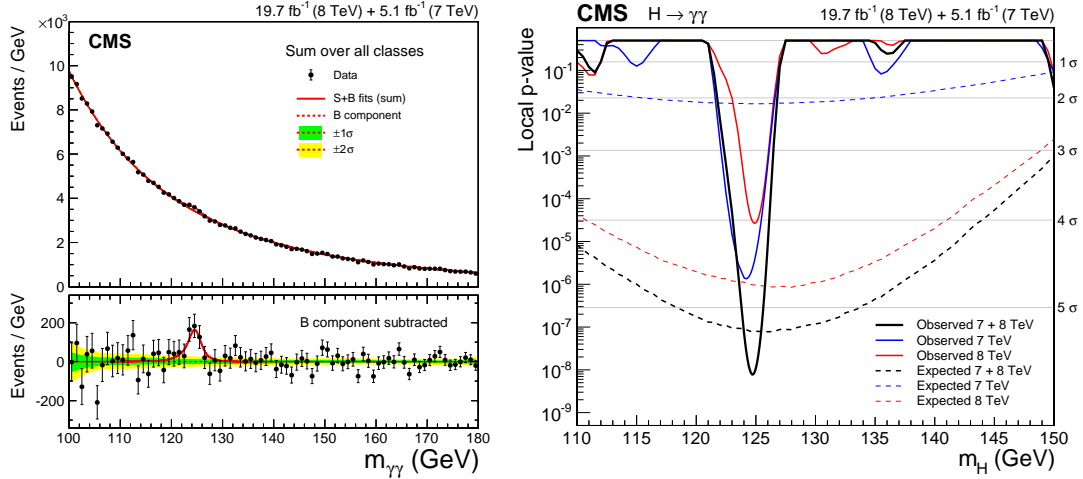 19.7 fb⁻¹ (8 TeV) + 5.1 fb⁻¹ (7 TeV)
×10³
CMS
Sum over all classes
Data
S+B fits (sum)
B component
±1σ
±2σ
Events / GeV
10
8
6
4
2
0
B component subtracted
Events / GeV
200
0
-200
100 110 120 130 140 150 160 170 180
mγγ (GeV)
CMS H → γγ 19.7 fb⁻¹ (8 TeV) + 5.1 fb⁻¹ (7 TeV)
Local p-value
10⁻¹
10⁻²
10⁻³
10⁻⁴
10⁻⁵
10⁻⁶
10⁻⁷
10⁻⁸
10⁻⁹
1 σ
2 σ
3 σ
4 σ
5 σ
Observed 7 + 8 TeV
Observed 7 TeV
Observed 8 TeV
Expected 7 + 8 TeV
Expected 7 TeV
Expected 8 TeV
110 115 120 125 130 135 140 145 150
m_H (GeV)